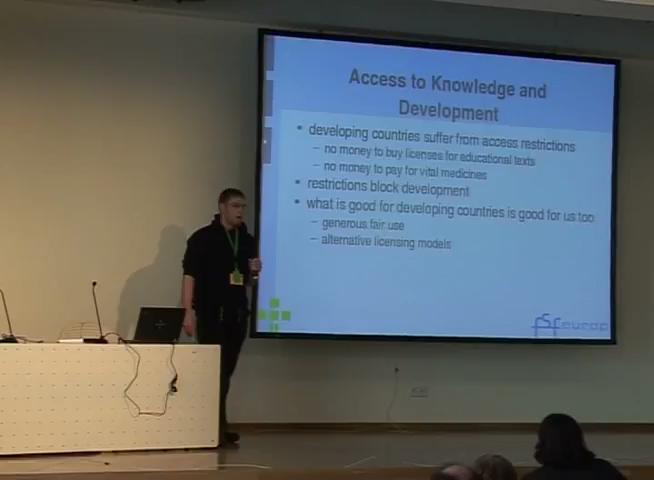 Access to Knowledge and
Development
• developing countries suffer from access restrictions
– no money to buy licenses for educational texts
– no money to pay for vital medicines
• restrictions block development
• what is good for developing countries is good for us too
– generous fair use
– alternative licensing models
fsfeurop